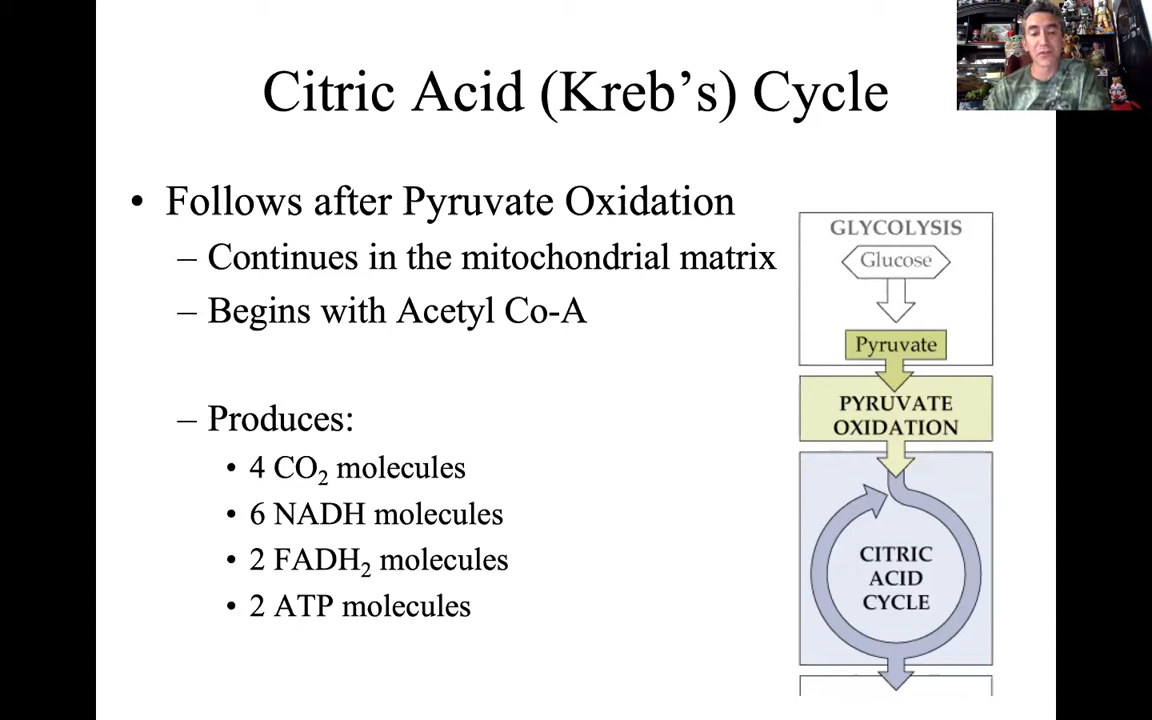 Citric Acid (Kreb’s) Cycle
• Follows after Pyruvate Oxidation
– Continues in the mitochondrial matrix
– Begins with Acetyl Co-A
– Produces:
• 4 CO₂ molecules
• 6 NADH molecules
• 2 FADH₂ molecules
• 2 ATP molecules
GLYCOLYSIS
Glucose
Pyruvate
PYRUVATE
OXIDATION
CITRIC
ACID
CYCLE